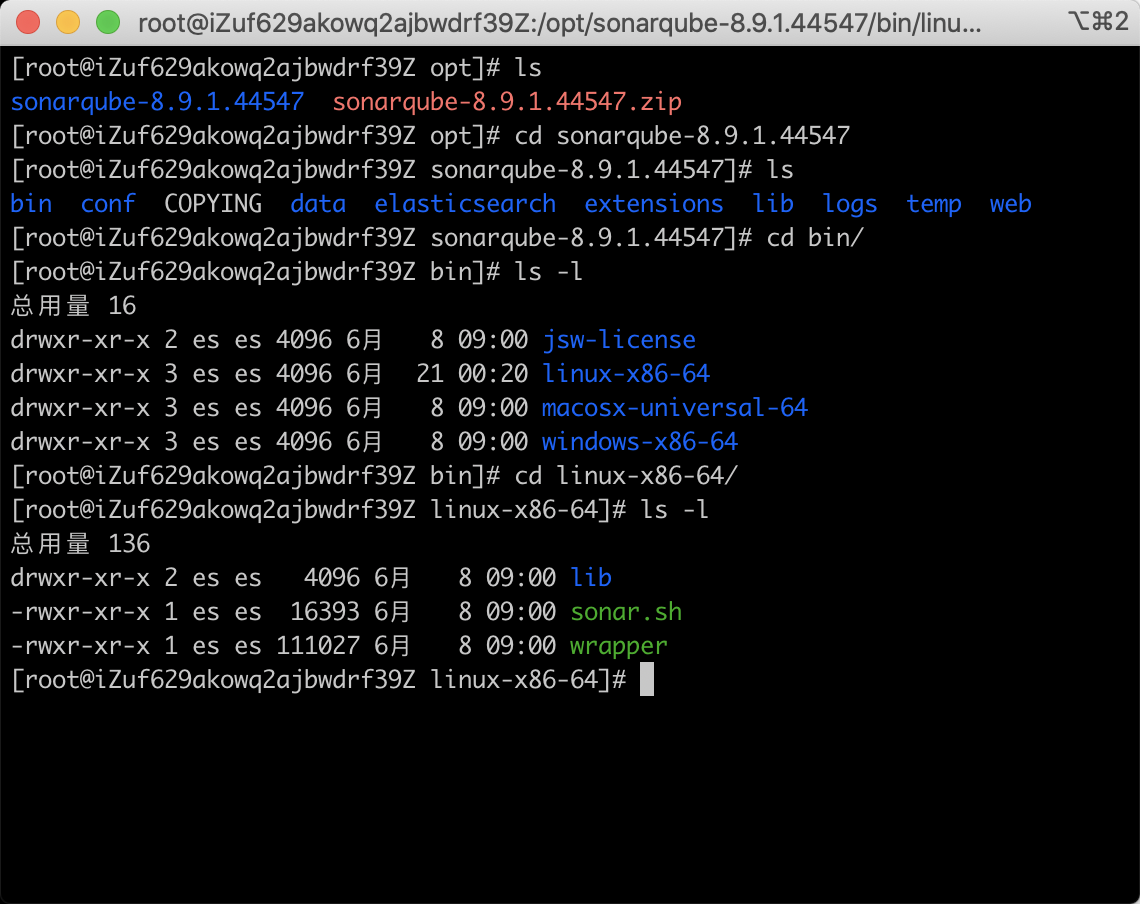 root@iZuf629akowq2ajbwdrf39Z:/opt/sonarqube-8.9.1.44547/bin/linu... ⌥⌘2
[root@iZuf629akowq2ajbwdrf39Z opt]# ls
sonarqube-8.9.1.44547  sonarqube-8.9.1.44547.zip
[root@iZuf629akowq2ajbwdrf39Z opt]# cd sonarqube-8.9.1.44547
[root@iZuf629akowq2ajbwdrf39Z sonarqube-8.9.1.44547]# ls
bin  conf  COPYING  data  elasticsearch  extensions  lib  logs  temp  web
[root@iZuf629akowq2ajbwdrf39Z sonarqube-8.9.1.44547]# cd bin/
[root@iZuf629akowq2ajbwdrf39Z bin]# ls -l
总用量 16
drwxr-xr-x 2 es es 4096 6月   8 09:00 jsw-license
drwxr-xr-x 3 es es 4096 6月  21 00:20 linux-x86-64
drwxr-xr-x 3 es es 4096 6月   8 09:00 macosx-universal-64
drwxr-xr-x 3 es es 4096 6月   8 09:00 windows-x86-64
[root@iZuf629akowq2ajbwdrf39Z bin]# cd linux-x86-64/
[root@iZuf629akowq2ajbwdrf39Z linux-x86-64]# ls -l
总用量 136
drwxr-xr-x 2 es es   4096 6月   8 09:00 lib
-rwxr-xr-x 1 es es  16393 6月   8 09:00 sonar.sh
-rwxr-xr-x 1 es es 111027 6月   8 09:00 wrapper
[root@iZuf629akowq2ajbwdrf39Z linux-x86-64]#